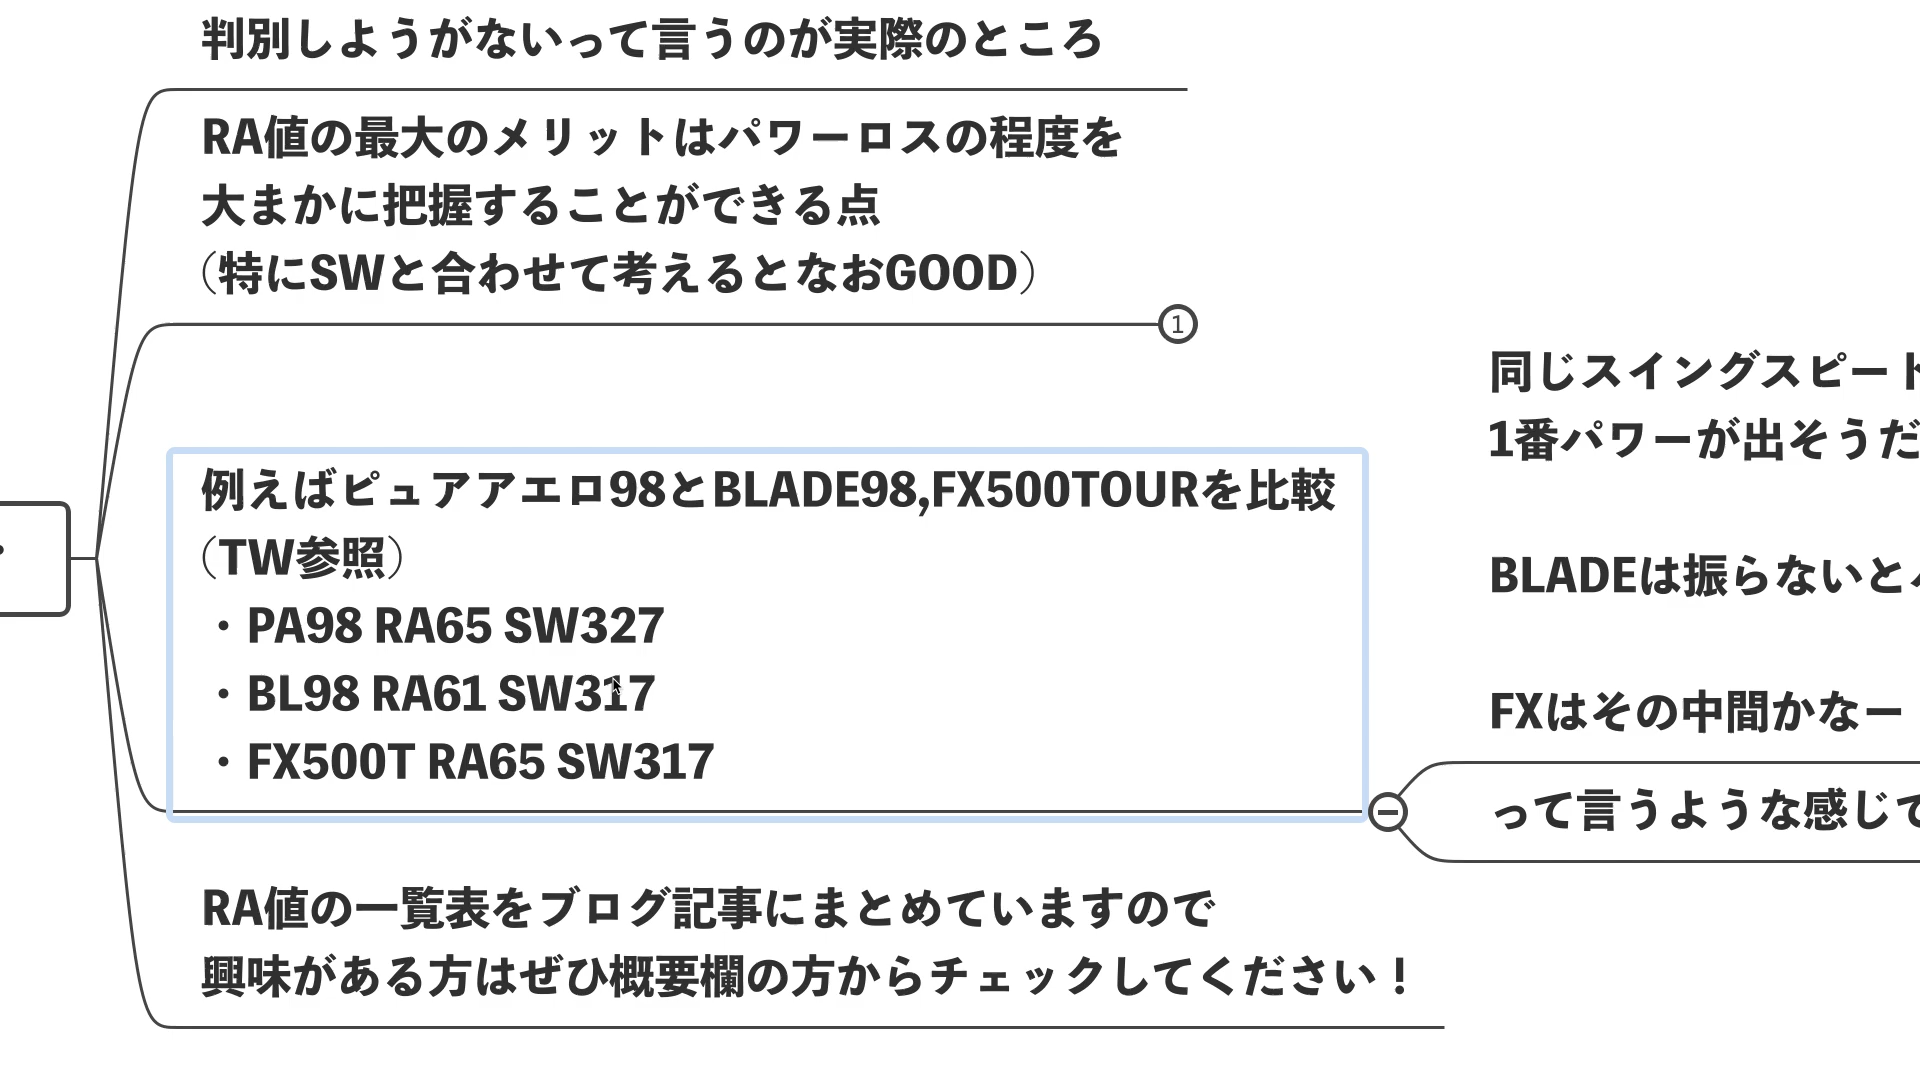 判別しようがないって言うのが実際のところ
RA値の最大のメリットはパワーロスの程度を
大まかに把握することができる点
（特にSWと合わせて考えるとなおGOOD）
1
例えばピュアアエロ98とBLADE98,FX500TOURを比較
（TW参照）
・PA98 RA65 SW327
・BL98 RA61 SW317
・FX500T RA65 SW317
同じスイングスピード
1番パワーが出そうだ
BLADEは振らないと
FXはその中間かなー
って言うような感じで
RA値の一覧表をブログ記事にまとめていますので
興味がある方はぜひ概要欄の方からチェックしてください！